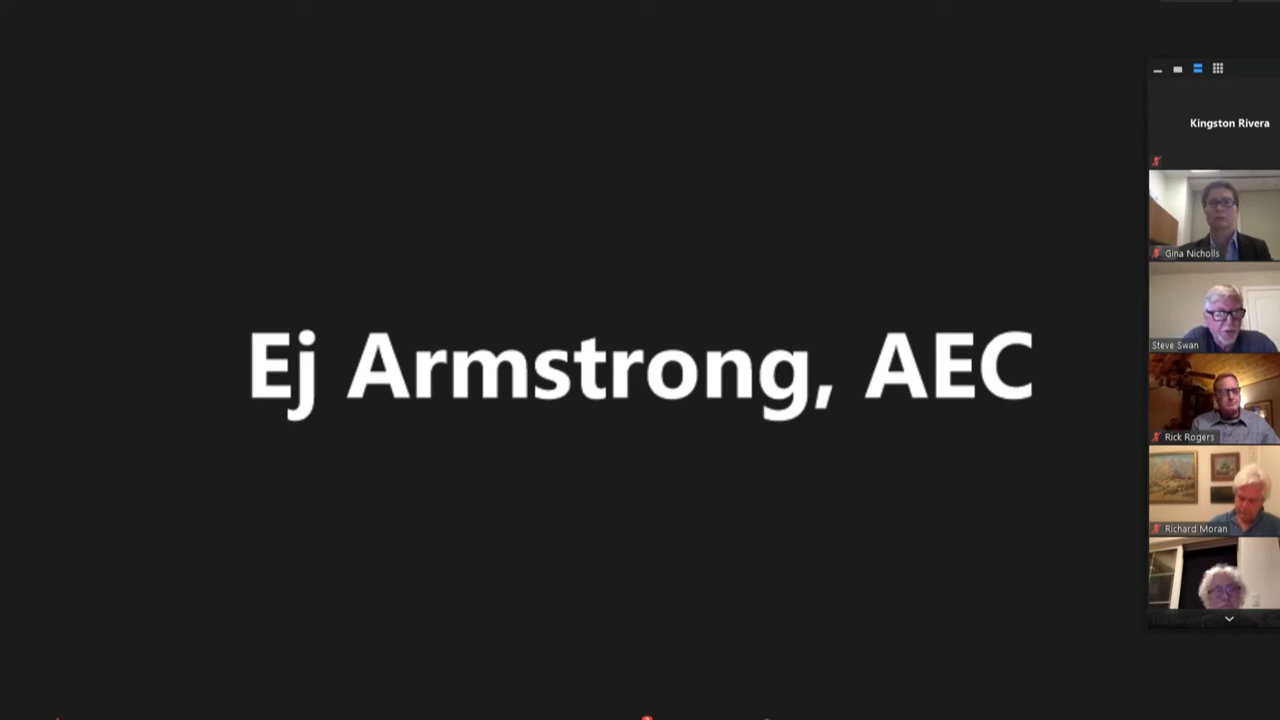 Kingston Rivera
Gina Nicholls
Steve Swan
Ej Armstrong, AEC
Rick Rogers
Richard Moran